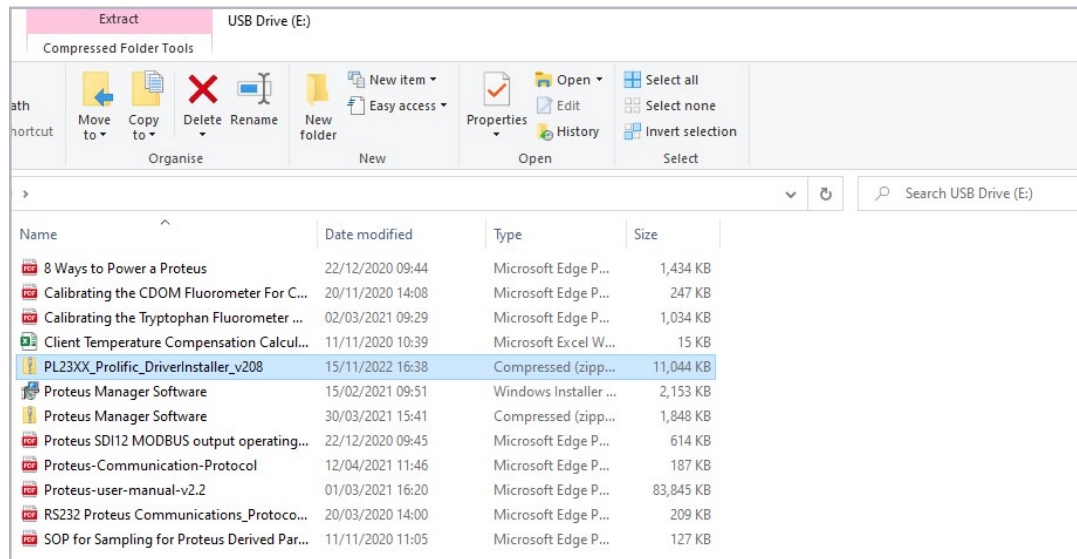 Extract
USB Drive (E:)
Compressed Folder Tools
ath
hortcut
Move to
Copy to
Delete
Rename
New folder
New item
Easy access
Properties
Open
Edit
History
Select all
Select none
Invert selection
Organise
New
Open
Select
Search USB Drive (E:)
Name Date modified Type Size
8 Ways to Power a Proteus 22/12/2020 09:44 Microsoft Edge P... 1,434 KB
Calibrating the CDOM Fluorometer For C... 20/11/2020 14:08 Microsoft Edge P... 247 KB
Calibrating the Tryptophan Fluorometer ... 02/03/2021 09:29 Microsoft Edge P... 1,034 KB
Client Temperature Compensation Calcul... 11/11/2020 10:39 Microsoft Excel W... 15 KB
PL23XX_Prolific_DriverInstaller_v208 15/11/2022 16:38 Compressed (zipp... 11,044 KB
Proteus Manager Software 15/02/2021 09:51 Windows Installer ... 2,153 KB
Proteus Manager Software 30/03/2021 15:41 Compressed (zipp... 1,848 KB
Proteus SDI12 MODBUS output operating... 22/12/2020 09:45 Microsoft Edge P... 614 KB
Proteus-Communication-Protocol 12/04/2021 11:46 Microsoft Edge P... 187 KB
Proteus-user-manual-v2.2 01/03/2021 16:20 Microsoft Edge P... 83,845 KB
RS232 Proteus Communications_Protoco... 20/03/2020 14:00 Microsoft Edge P... 209 KB
SOP for Sampling for Proteus Derived Par... 11/11/2020 11:05 Microsoft Edge P... 127 KB